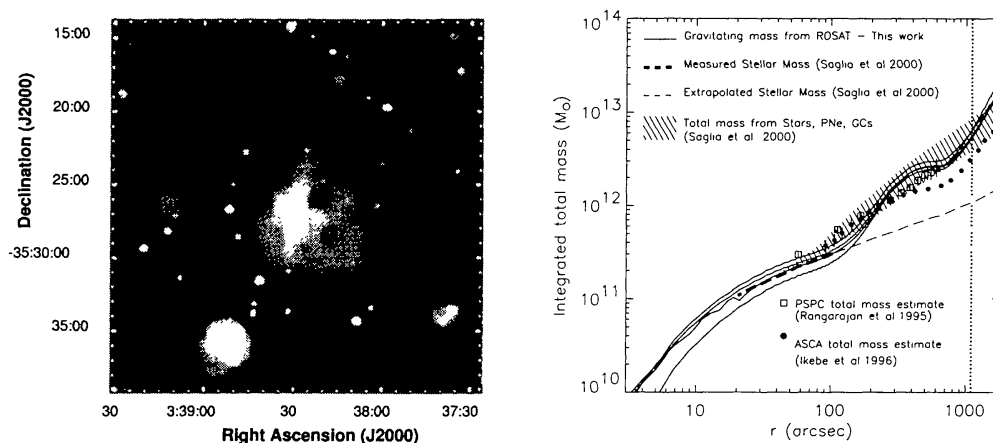 15:00
20:00
25:00
-35:30:00
35:00
Declination (J2000)
30
3:39:00
30
38:00
37:30
Right Ascension (J2000)
10^14
10^13
10^12
10^11
10^10
Integrated total mass (M⊙)
Gravitating mass from ROSAT – This work
Measured Stellar Mass (Saglia et al 2000)
Extrapolated Stellar Mass (Saglia et al 2000)
Total mass from Stars, PNe, GCs
(Saglia et al 2000)
PSPC total mass estimate
(Rangarajan et al 1995)
ASCA total mass estimate
(Ikebe et al 1996)
10
100
1000
r (arcsec)